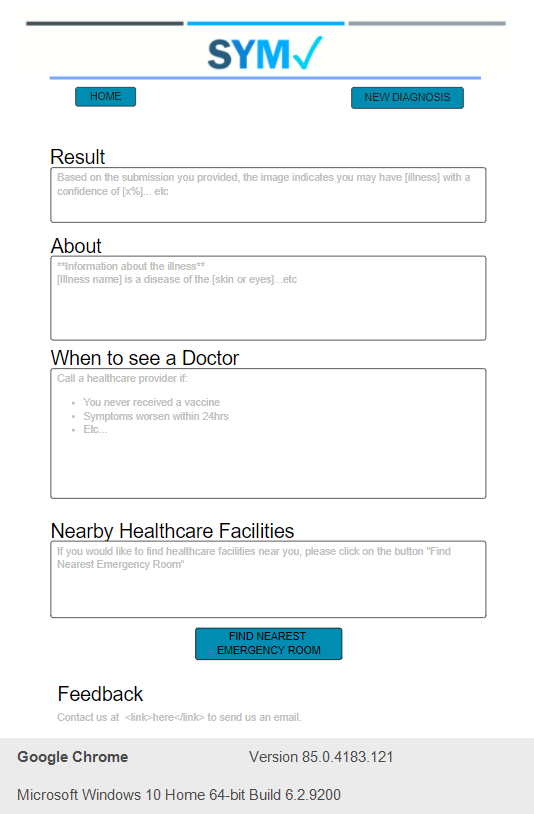 SYM✓
HOME
NEW DIAGNOSIS
Result
Based on the submission you provided, the image indicates you may have [illness] with a
confidence of [x%]... etc
About
**Information about the illness**
[Illness name] is a disease of the [skin or eyes]...etc
When to see a Doctor
Call a healthcare provider if:
• You never received a vaccine
• Symptoms worsen within 24hrs
• Etc...
Nearby Healthcare Facilities
If you would like to find healthcare facilities near you, please click on the button "Find
Nearest Emergency Room"
FIND NEAREST
EMERGENCY ROOM
Feedback
Contact us at <link>here</link> to send us an email.
Google Chrome Version 85.0.4183.121
Microsoft Windows 10 Home 64-bit Build 6.2.9200